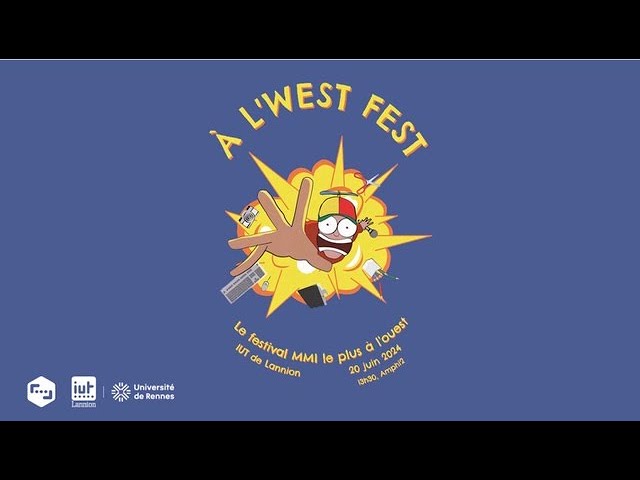 À L'WEST FEST
Le festival MMI le plus à l'ouest
IUT de Lannion
20 juin 2024
13h30, Amphi2
iut
Lannion
Université
de Rennes